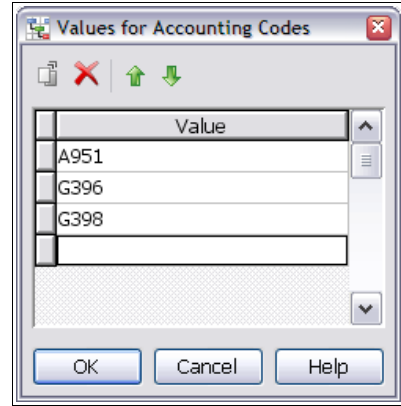 Values for Accounting Codes
Value
A951
G396
G398
OK Cancel Help